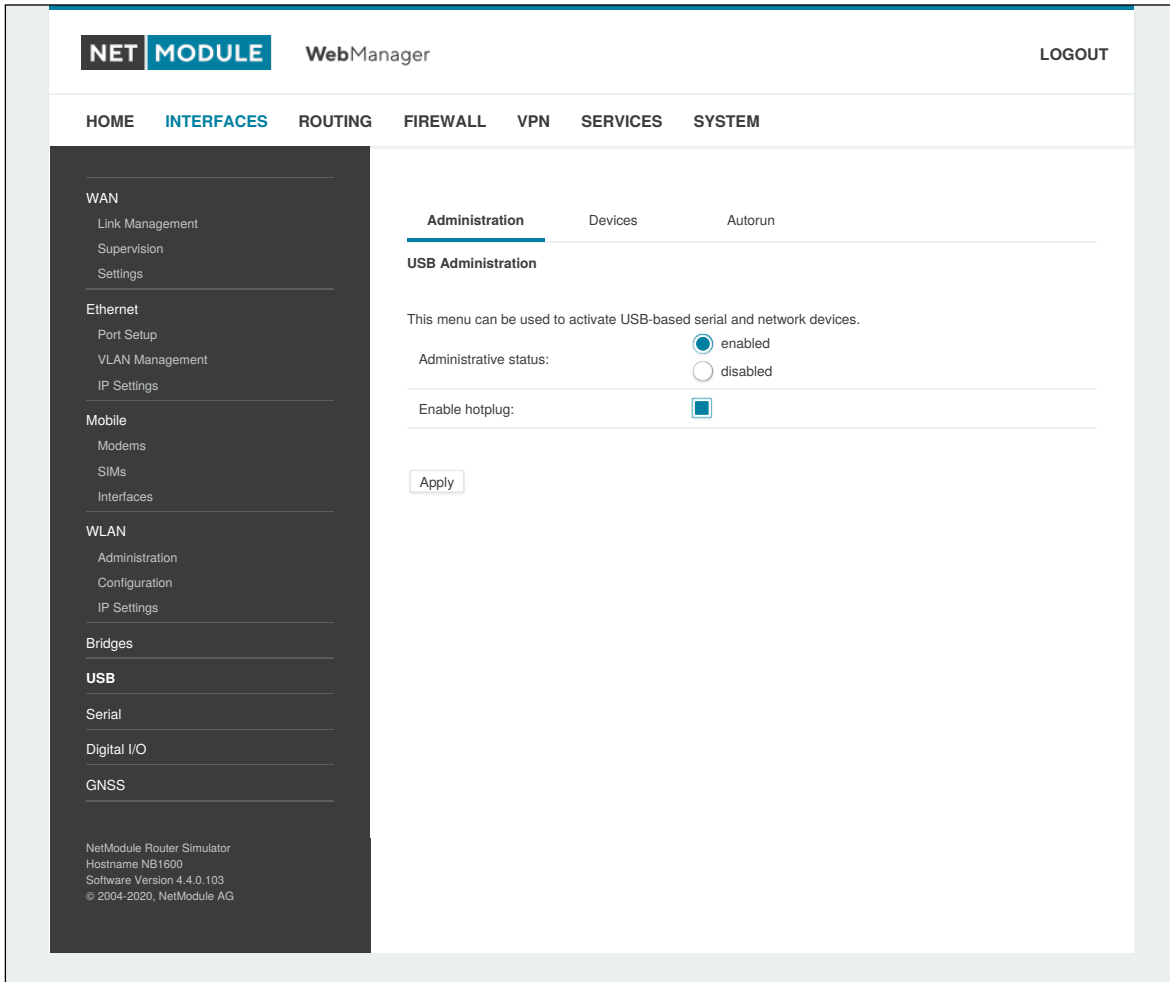 NET MODULE WebManager LOGOUT
HOME INTERFACES ROUTING FIREWALL VPN SERVICES SYSTEM
WAN
Link Management
Supervision
Settings
Ethernet
Port Setup
VLAN Management
IP Settings
Mobile
Modems
SIMs
Interfaces
WLAN
Administration
Configuration
IP Settings
Bridges
USB
Serial
Digital I/O
GNSS
NetModule Router Simulator
Hostname NB1600
Software Version 4.4.0.103
© 2004-2020, NetModule AG
Administration Devices Autorun
USB Administration
This menu can be used to activate USB-based serial and network devices.
Administrative status:
enabled
disabled
Enable hotplug:
Apply